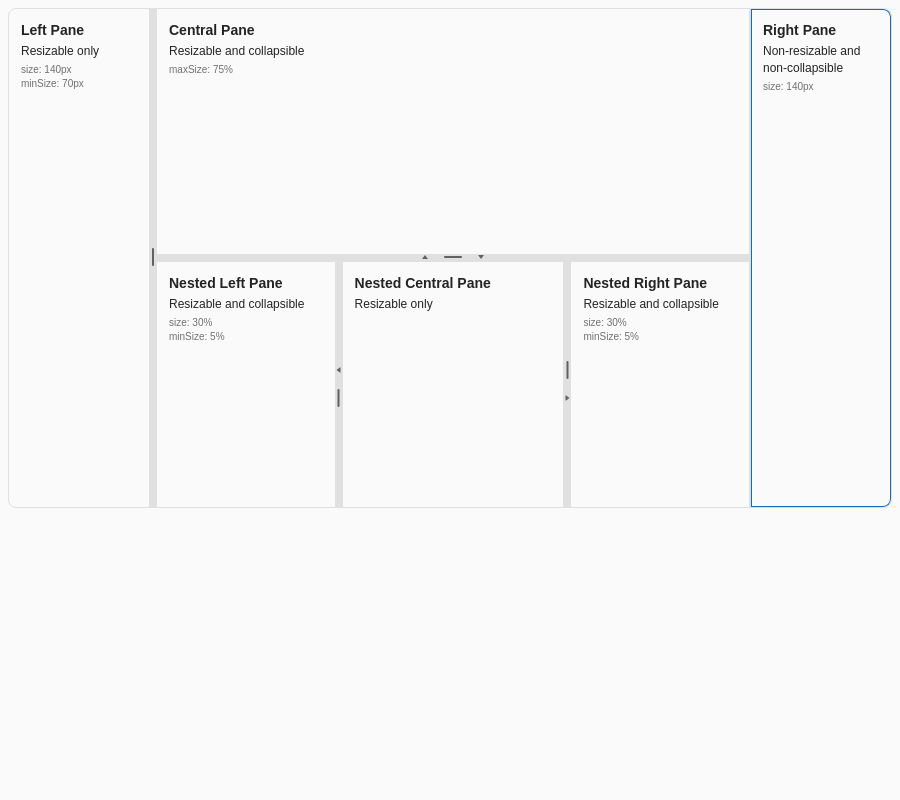 Left Pane
Resizable only
size: 140px
minSize: 70px
Central Pane
Resizable and collapsible
maxSize: 75%
Right Pane
Non-resizable and
non-collapsible
size: 140px
Nested Left Pane
Resizable and collapsible
size: 30%
minSize: 5%
Nested Central Pane
Resizable only
Nested Right Pane
Resizable and collapsible
size: 30%
minSize: 5%